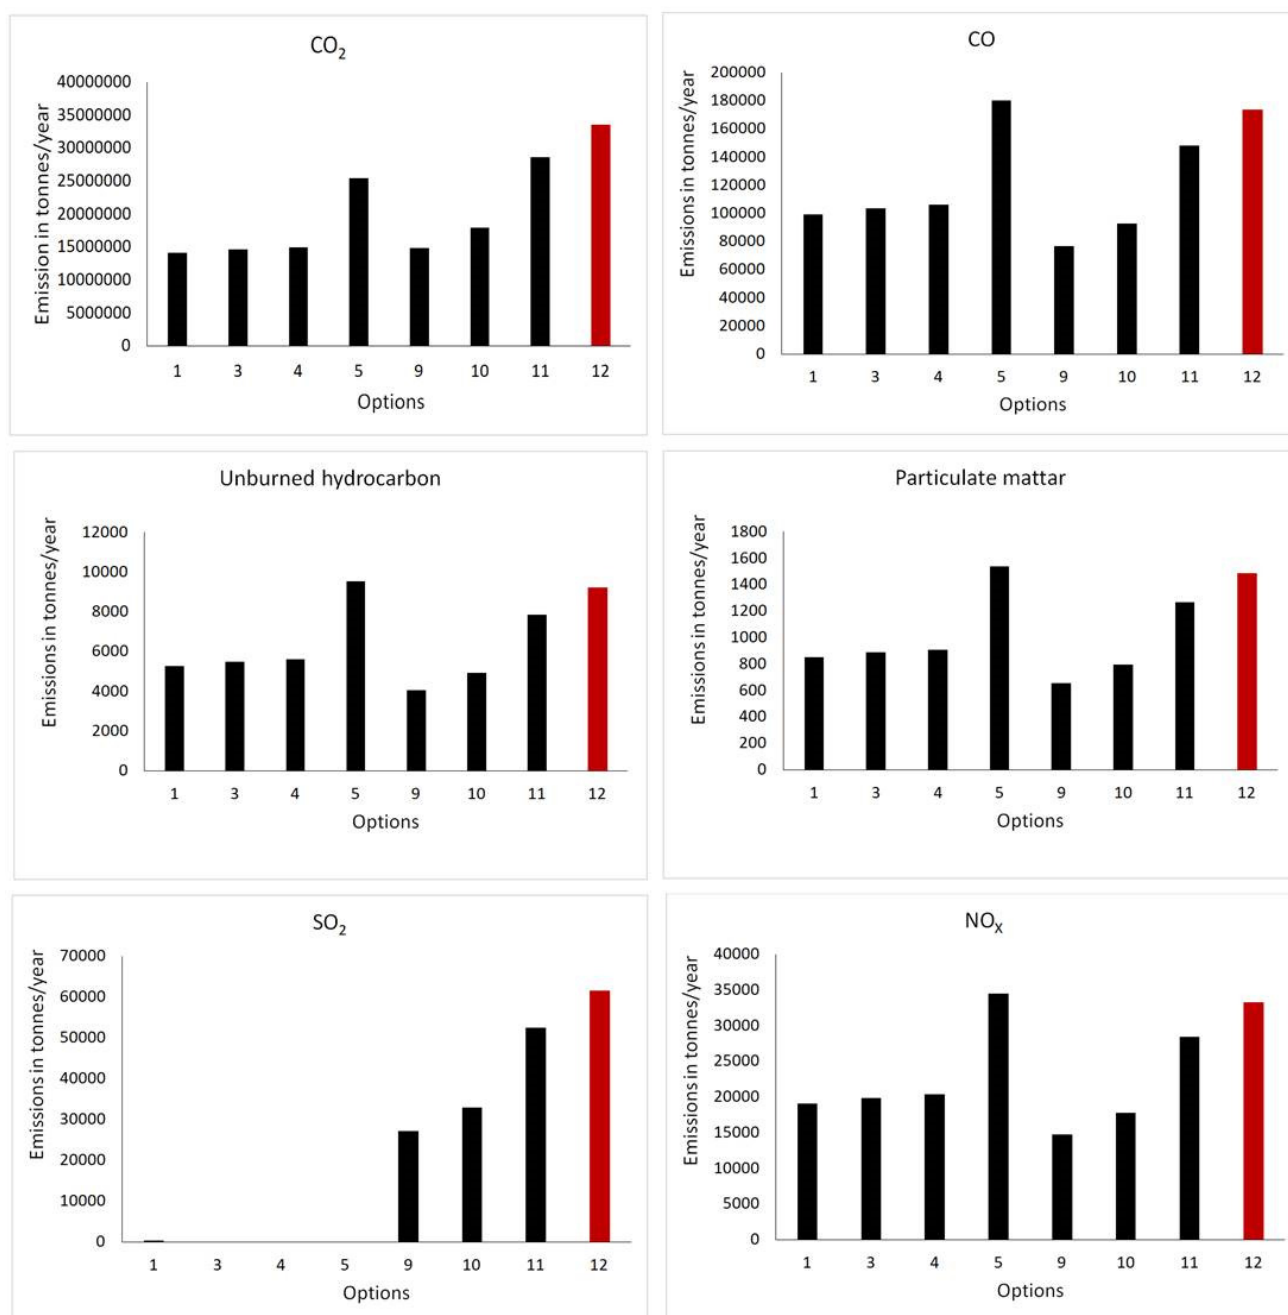 CO2
Emission in tonnes/year
40000000
35000000
30000000
25000000
20000000
15000000
10000000
5000000
0
1 3 4 5 9 10 11 12
Options
CO
Emissions in tonnes/year
200000
180000
160000
140000
120000
100000
80000
60000
40000
20000
0
1 3 4 5 9 10 11 12
Options
Unburned hydrocarbon
Emissions in tonnes/year
12000
10000
8000
6000
4000
2000
0
1 3 4 5 9 10 11 12
Options
Particulate mattar
Emissions in tonnes/year
1800
1600
1400
1200
1000
800
600
400
200
0
1 3 4 5 9 10 11 12
Options
SO2
Emissions in tonnes/year
70000
60000
50000
40000
30000
20000
10000
0
1 3 4 5 9 10 11 12
Options
NOX
Emissions in tonnes/year
40000
35000
30000
25000
20000
15000
10000
5000
0
1 3 4 5 9 10 11 12
Options